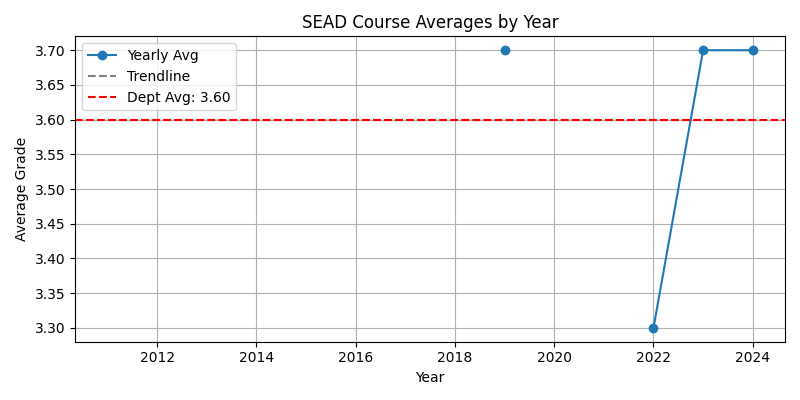 SEAD Course Averages by Year
Yearly Avg
Trendline
Dept Avg: 3.60
Average Grade
3.70
3.65
3.60
3.55
3.50
3.45
3.40
3.35
3.30
2012 2014 2016 2018 2020 2022 2024
Year